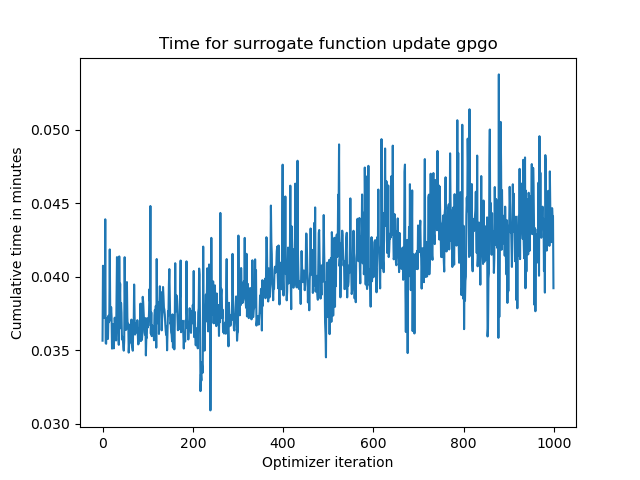 Time for surrogate function update gpgo
Cumulative time in minutes
0.050
0.045
0.040
0.035
0.030
0 200 400 600 800 1000
Optimizer iteration